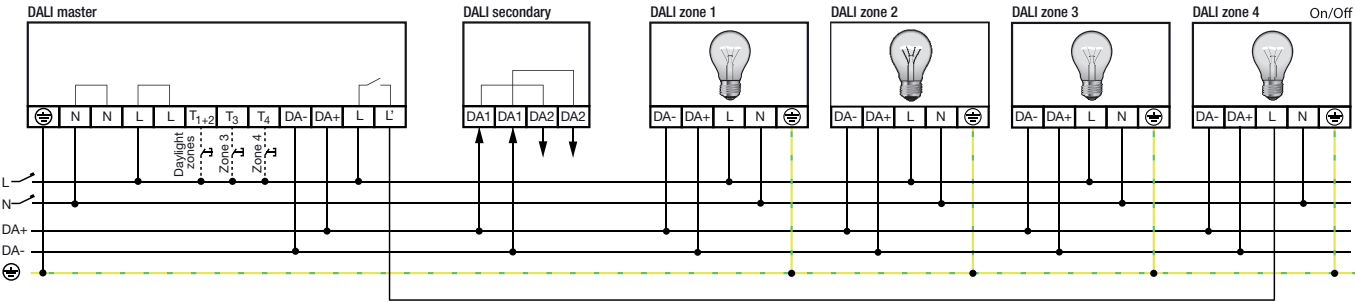 DALI master
DALI secondary
DALI zone 1
DALI zone 2
DALI zone 3
DALI zone 4
On/Off
N N L L T1+2 T3 T4 DA- DA+ L L'
DA1 DA1 DA2 DA2
DA- DA+ L N
DA- DA+ L N
DA- DA+ L N
DA- DA+ L N
Daylight
zones
Zone 3
Zone 4
L
N
DA+
DA-